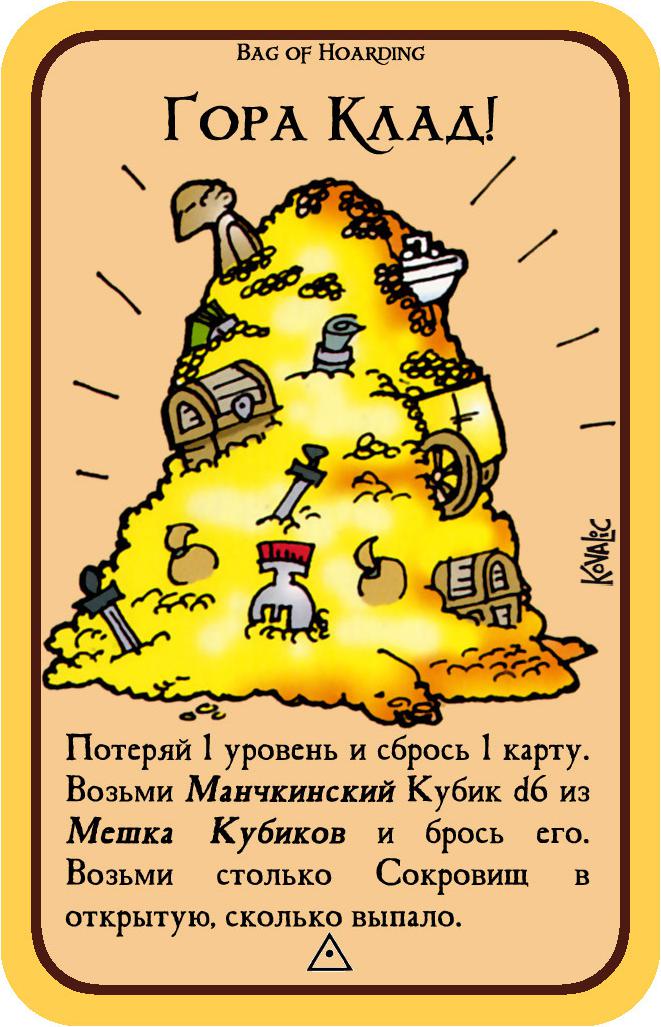 Bag of Hoarding
Гора Клад!
Kovalic
Потеряй 1 уровень и сбрось 1 карту.
Возьми Манчкинский Кубик d6 из
Мешка Кубиков и брось его.
Возьми столько Сокровищ в
открытую, сколько выпало.